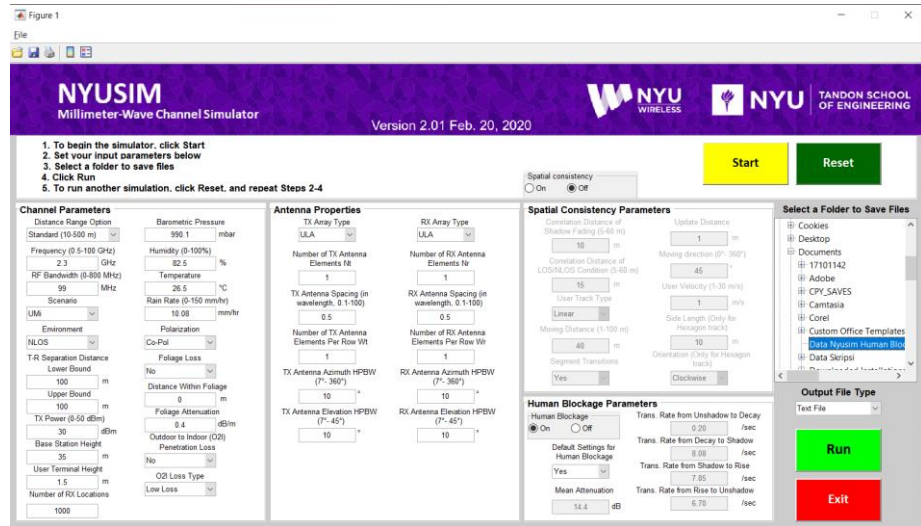 Figure 1
File
NYUSIM
Millimeter-Wave Channel Simulator
Version 2.01 Feb. 20, 2020
NYU
WIRELESS
NYU
TANDON SCHOOL
OF ENGINEERING
1. To begin the simulator, click Start
2. Set your input parameters below
3. Select a folder to save files
4. Click Run
5. To run another simulation, click Reset, and repeat Steps 2-4
Spatial consistency
On Off
Start
Reset
Channel Parameters
Distance Range Option
Standard (10-500 m)
Frequency (0.5-100 GHz)
2.3 GHz
RF Bandwidth (0-800 MHz)
99 MHz
Scenario
UMi
Environment
NLOS
T-R Separation Distance
Lower Bound
100 m
Upper Bound
100 m
TX Power (0-50 dBm)
30 dBm
Base Station Height
35 m
User Terminal Height
1.5 m
Number of RX Locations
1000
Barometric Pressure
990.1 mbar
Humidity (0-100%)
82.5 %
Temperature
26.5 °C
Rain Rate (0-150 mm/hr)
10.08 mm/hr
Polarization
Co-Pol
Foliage Loss
No
Distance Within Foliage
0 m
Foliage Attenuation
0.4 dB/m
Outdoor to Indoor (O2I)
Penetration Loss
No
O2I Loss Type
Low Loss
Antenna Properties
TX Array Type
ULA
Number of TX Antenna
Elements Nt
1
TX Antenna Spacing (in
wavelength, 0.1-100)
0.5
Number of TX Antenna
Elements Per Row Wt
1
TX Antenna Azimuth HPBW
(7°- 360°)
10 °
TX Antenna Elevation HPBW
(7°- 45°)
10 °
RX Array Type
ULA
Number of RX Antenna
Elements Nr
1
RX Antenna Spacing (in
wavelength, 0.1-100)
0.5
Number of RX Antenna
Elements Per Row Wr
1
RX Antenna Azimuth HPBW
(7°- 360°)
10 °
RX Antenna Elevation HPBW
(7°- 45°)
10 °
Spatial Consistency Parameters
Correlation Distance of
Shadow Fading (5-60 m)
10 m
Correlation Distance of
LOS/NLOS Condition (5-60 m)
15 m
User Track Type
Linear
Moving Distance (1-100 m)
40 m
Segment Transitions
Yes
Update Distance
1 m
Moving direction (0°- 360°)
45 °
User Velocity (1-30 m/s)
1 m/s
Side Length (Only for
Hexagon track)
10 m
Orientation (Only for Hexagon
track)
Clockwise
Human Blockage Parameters
Human Blockage
On Off
Default Settings for
Human Blockage
Yes
Mean Attenuation
14.4 dB
Trans. Rate from Unshadow to Decay
0.20 /sec
Trans. Rate from Decay to Shadow
8.08 /sec
Trans. Rate from Shadow to Rise
7.85 /sec
Trans. Rate from Rise to Unshadow
6.70 /sec
Select a Folder to Save Files
Cookies
Desktop
Documents
17101142
Adobe
CPY_SAVES
Camtasia
Corel
Custom Office Templates
Data Nyusim Human Bloc
Data Skripsi
Output File Type
Text File
Run
Exit